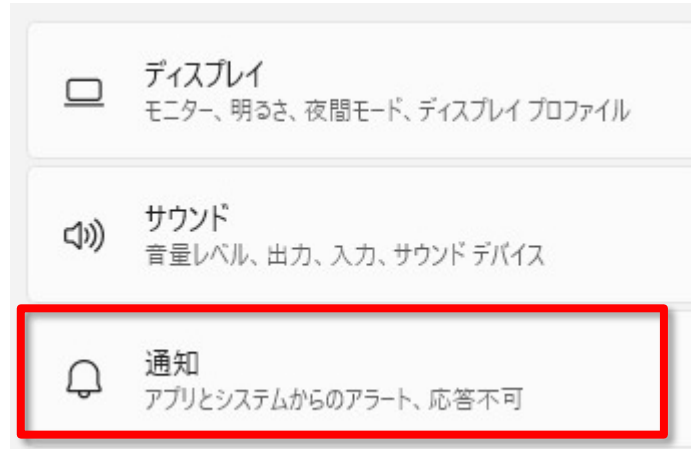 ディスプレイ
モニター、明るさ、夜間モード、ディスプレイ プロファイル
サウンド
音量レベル、出力、入力、サウンド デバイス
通知
アプリとシステムからのアラート、応答不可